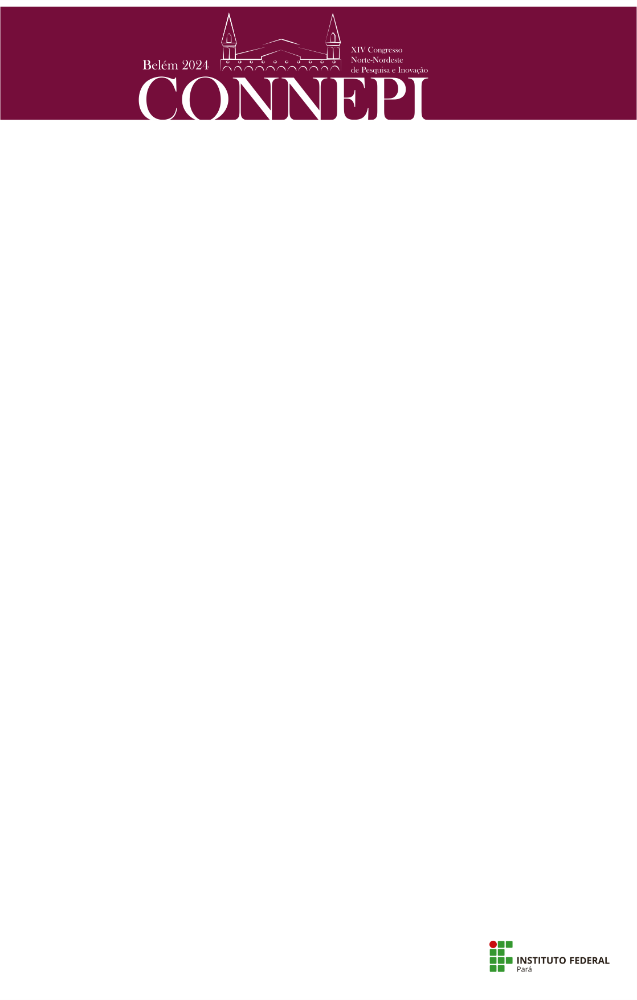 Belém 2024
XIV Congresso
Norte-Nordeste
de Pesquisa e Inovação
CONNEPI
INSTITUTO FEDERAL
Pará